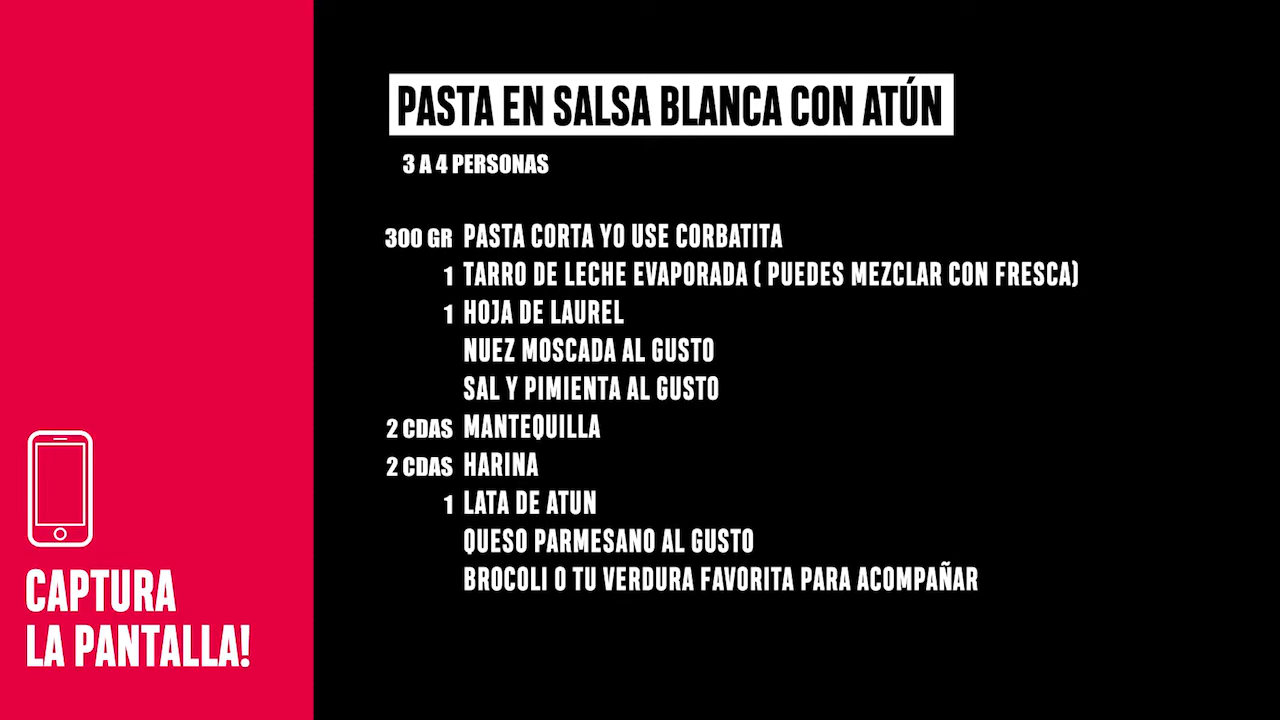 PASTA EN SALSA BLANCA CON ATÚN
3 A 4 PERSONAS
300 GR PASTA CORTA YO USE CORBATITA
1 TARRO DE LECHE EVAPORADA ( PUEDES MEZCLAR CON FRESCA)
1 HOJA DE LAUREL
NUEZ MOSCADA AL GUSTO
SAL Y PIMIENTA AL GUSTO
2 CDAS MANTEQUILLA
2 CDAS HARINA
1 LATA DE ATUN
QUESO PARMESANO AL GUSTO
BROCOLI O TU VERDURA FAVORITA PARA ACOMPAÑAR
CAPTURA
LA PANTALLA!